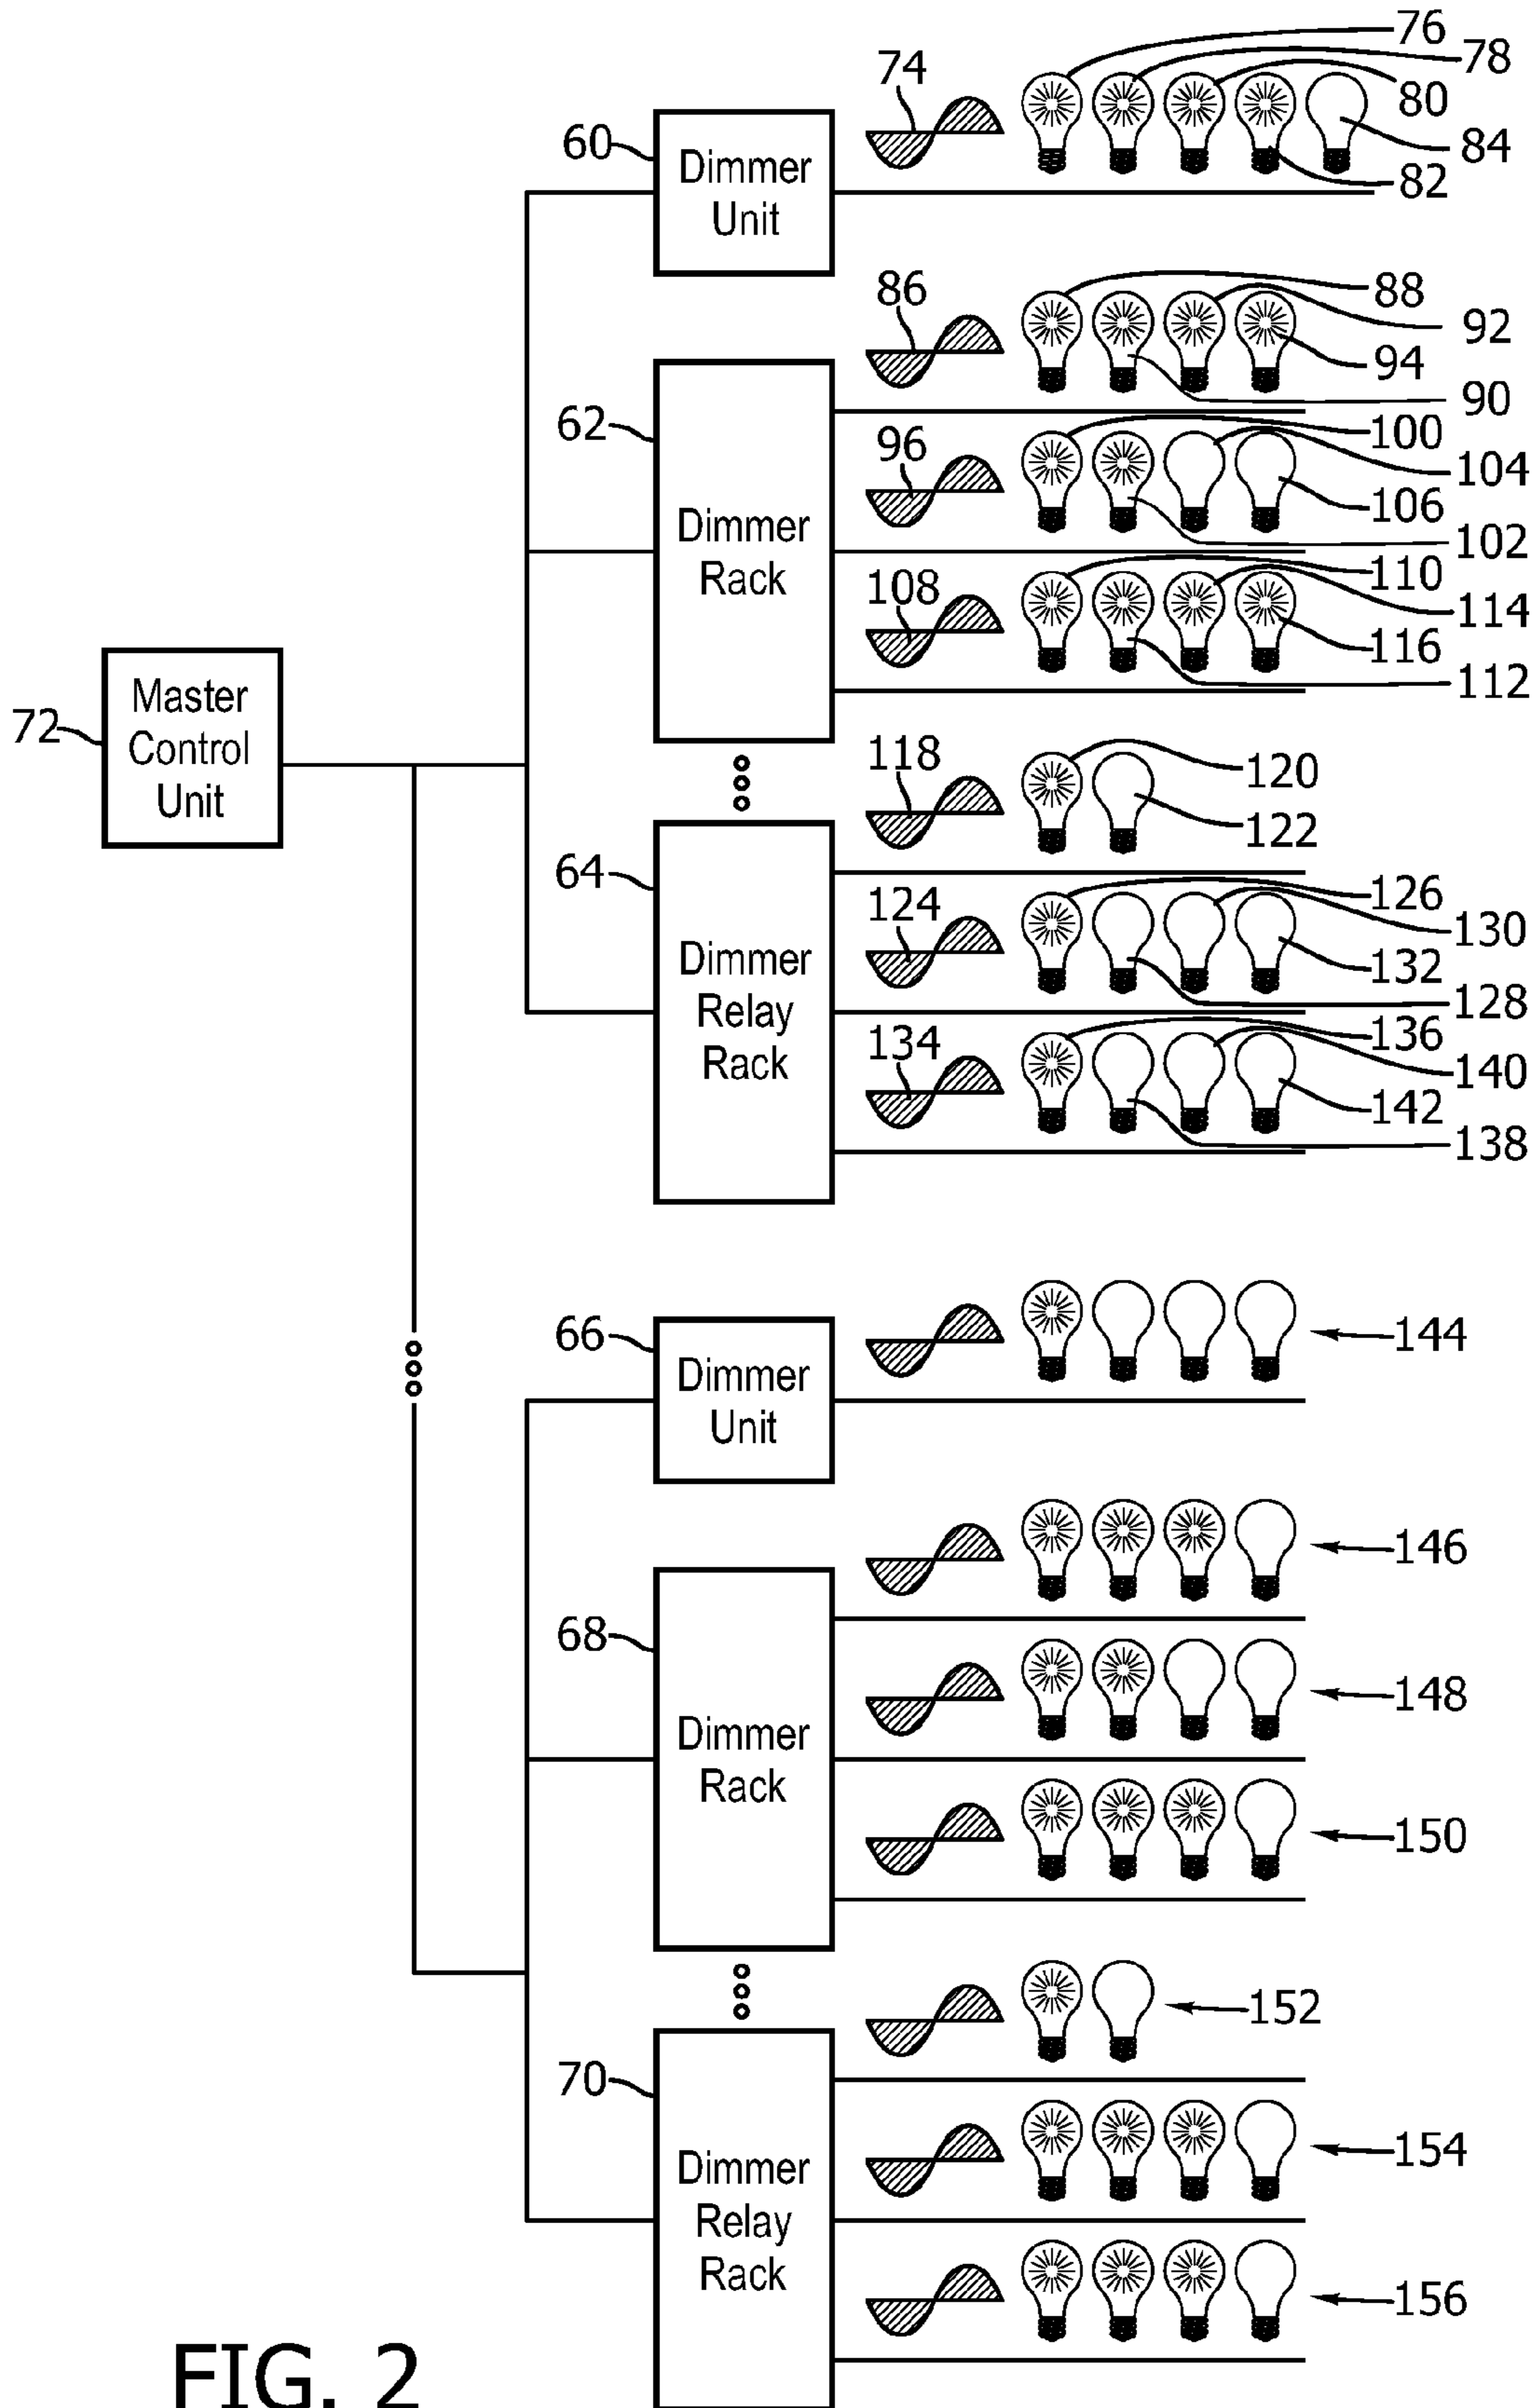 76
74
78
80
60
Dimmer
Unit
84
82
86
88
92
94
90
62
Dimmer
Rack
96
100
104
106
102
108
110
114
116
112
72
Master
Control
Unit
118
120
122
64
Dimmer
Relay
Rack
124
126
130
132
128
134
136
140
142
138
66
Dimmer
Unit
144
146
68
Dimmer
Rack
148
150
152
70
Dimmer
Relay
Rack
154
156
FIG. 2